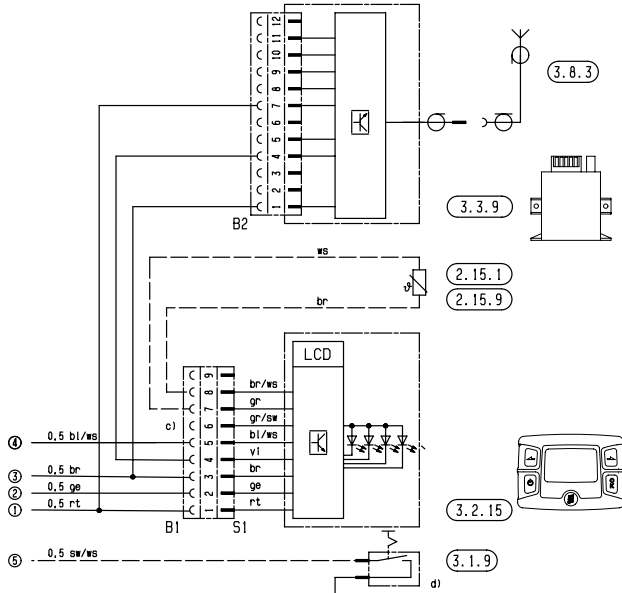 12
11
10
9
8
7
6
5
4
3
2
1
B2
3.8.3
3.3.9
ws
ϑ
2.15.1
br
2.15.9
LCD
9
8 br/ws
7 gr
c) 6 gr/sw
④ 0.5 bl/ws 5 bl/ws
4 vi
③ 0.5 br 3 br
② 0.5 ge 2 ge
① 0.5 rt 1 rt
B1 S1
3.2.15
⑤ 0.5 sw/ws
3.1.9
d)